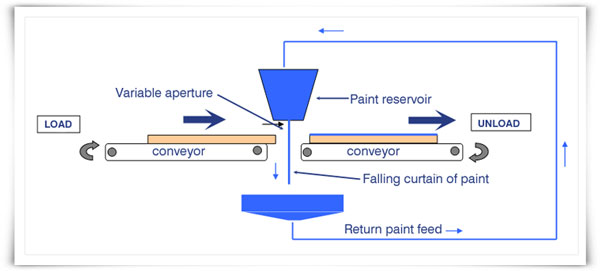 Variable aperture
Paint reservoir
LOAD
UNLOAD
conveyor
conveyor
Falling curtain of paint
Return paint feed